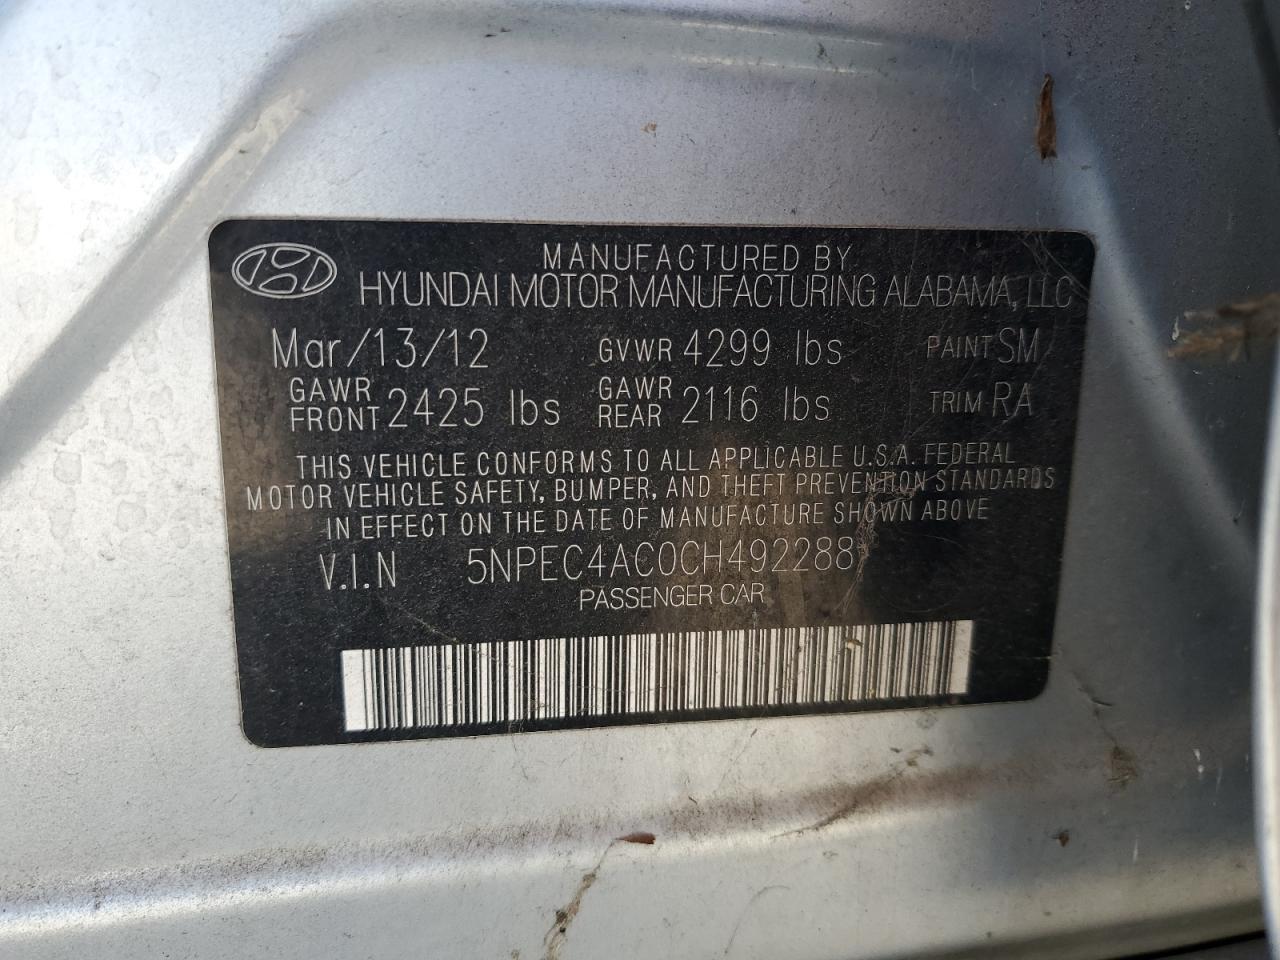 MANUFACTURED BY
HYUNDAI MOTOR MANUFACTURING ALABAMA, LLC
Mar/13/12 GVWR 4299 lbs PAINT SM
GAWR FRONT 2425 lbs GAWR REAR 2116 lbs TRIM RA
THIS VEHICLE CONFORMS TO ALL APPLICABLE U.S.A. FEDERAL
MOTOR VEHICLE SAFETY, BUMPER, AND THEFT PREVENTION STANDARDS
IN EFFECT ON THE DATE OF MANUFACTURE SHOWN ABOVE
V.I.N 5NPEC4AC0CH492288
PASSENGER CAR